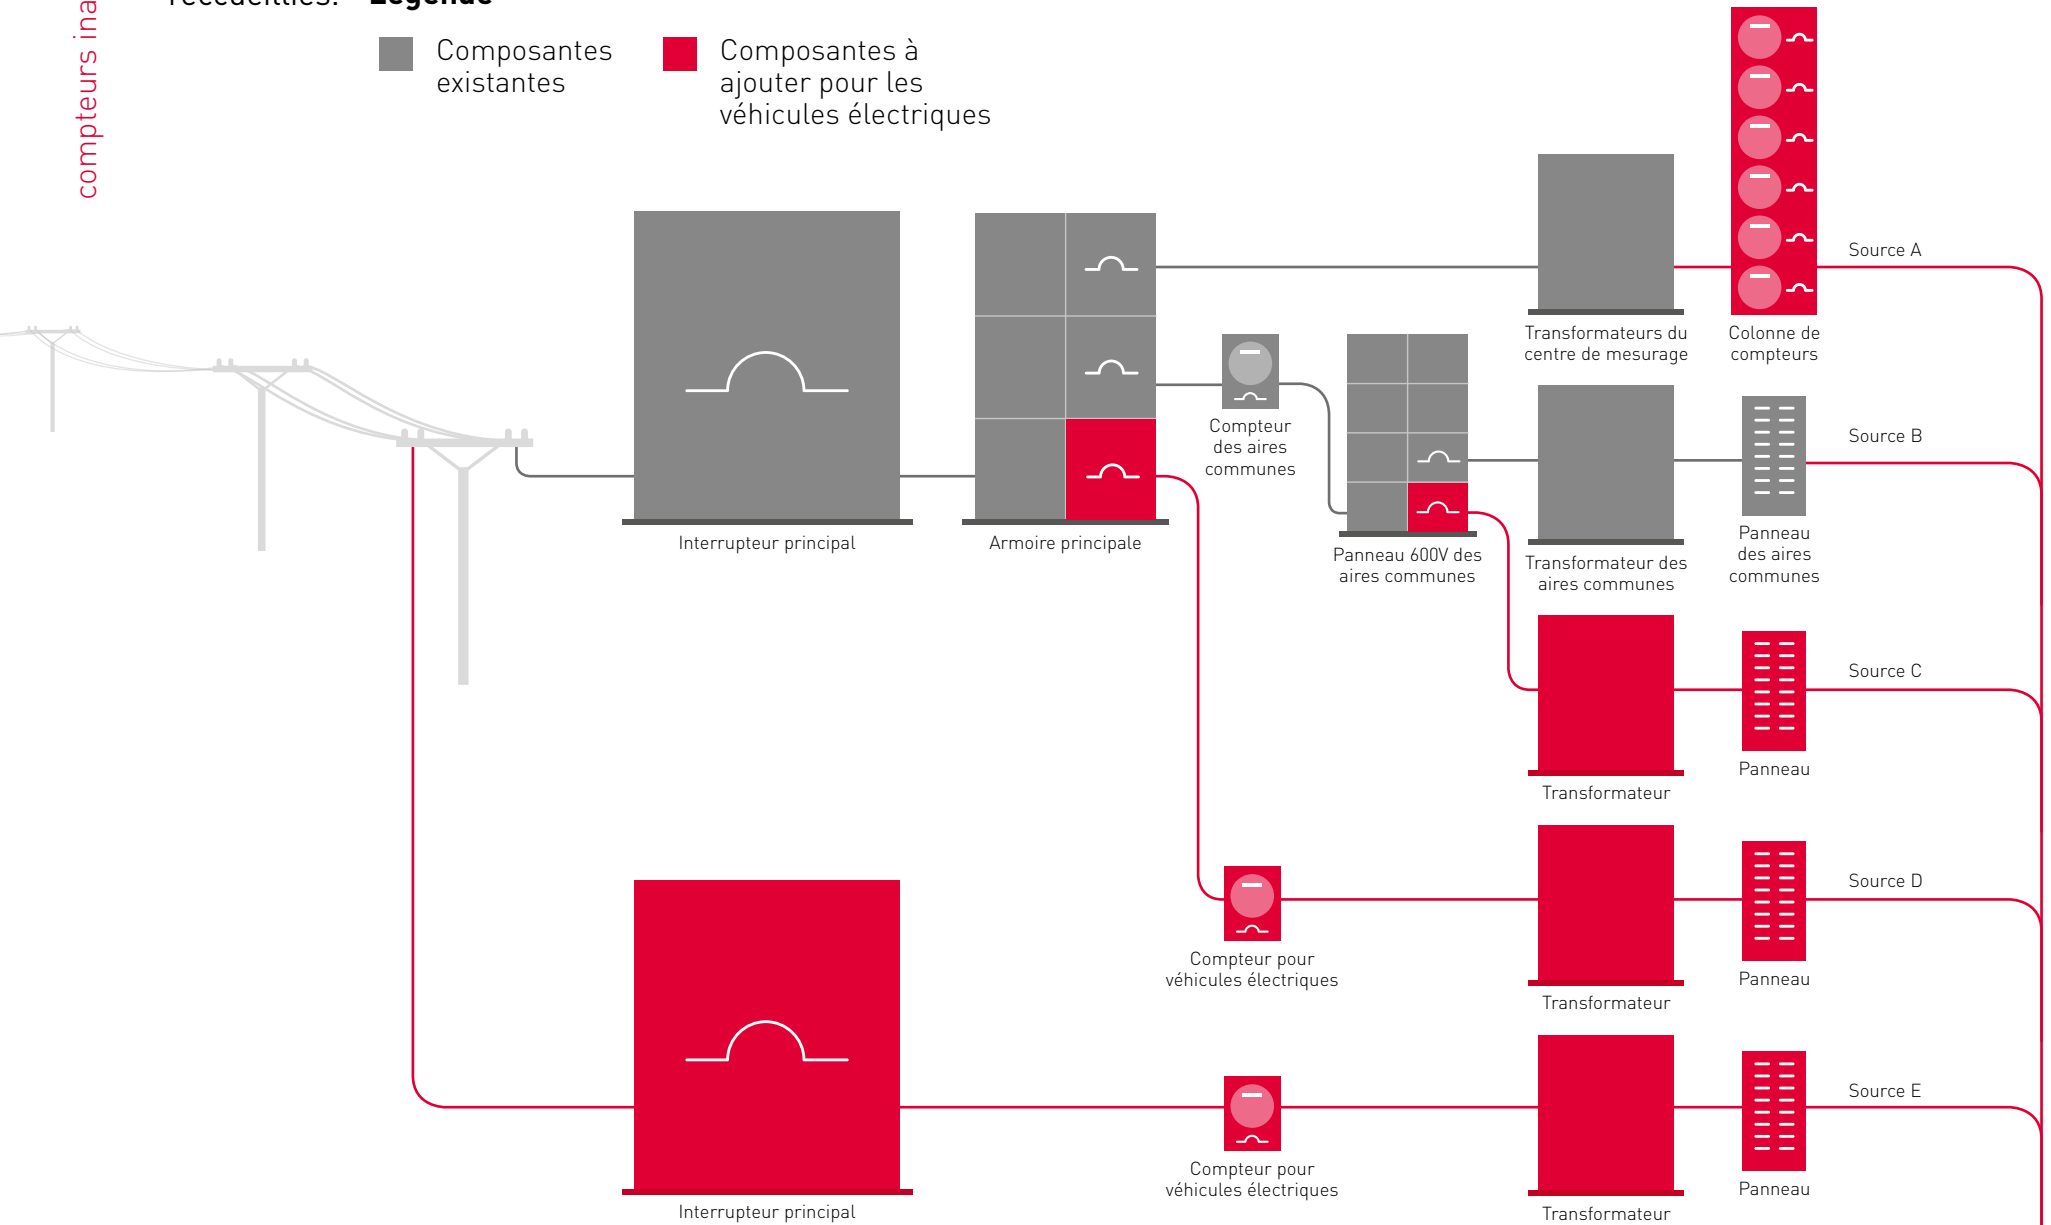 recueillies. Légende
compteurs ina
Composantes
existantes
Composantes à
ajouter pour les
véhicules électriques
Source A
Transformateurs du
centre de mesurage
Colonne de
compteurs
Compteur
des aires
communes
Source B
Interrupteur principal
Armoire principale
Panneau 600V des
aires communes
Transformateur des
aires communes
Panneau
des aires
communes
Source C
Panneau
Transformateur
Source D
Compteur pour
véhicules électriques
Panneau
Transformateur
Source E
Compteur pour
véhicules électriques
Panneau
Interrupteur principal
Transformateur